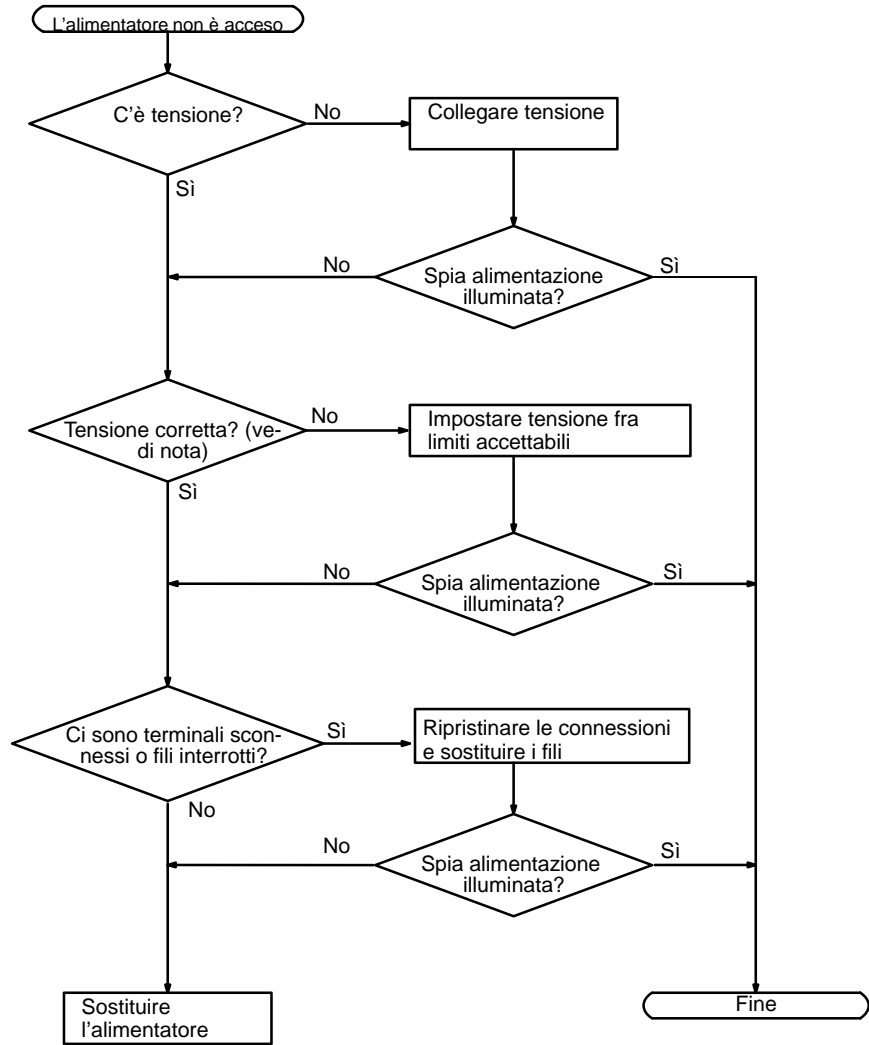 L'alimentatore non è acceso
C'è tensione?
No
Collegare tensione
Sì
No
Spia alimentazione
illuminata?
Sì
Tensione corretta? (ve-
di nota)
No
Impostare tensione fra
limiti accettabili
Sì
No
Spia alimentazione
illuminata?
Sì
Ci sono terminali scon-
nessi o fili interrotti?
Sì
Ripristinare le connessioni
e sostituire i fili
No
No
Spia alimentazione
illuminata?
Sì
Sostituire
l'alimentatore
Fine